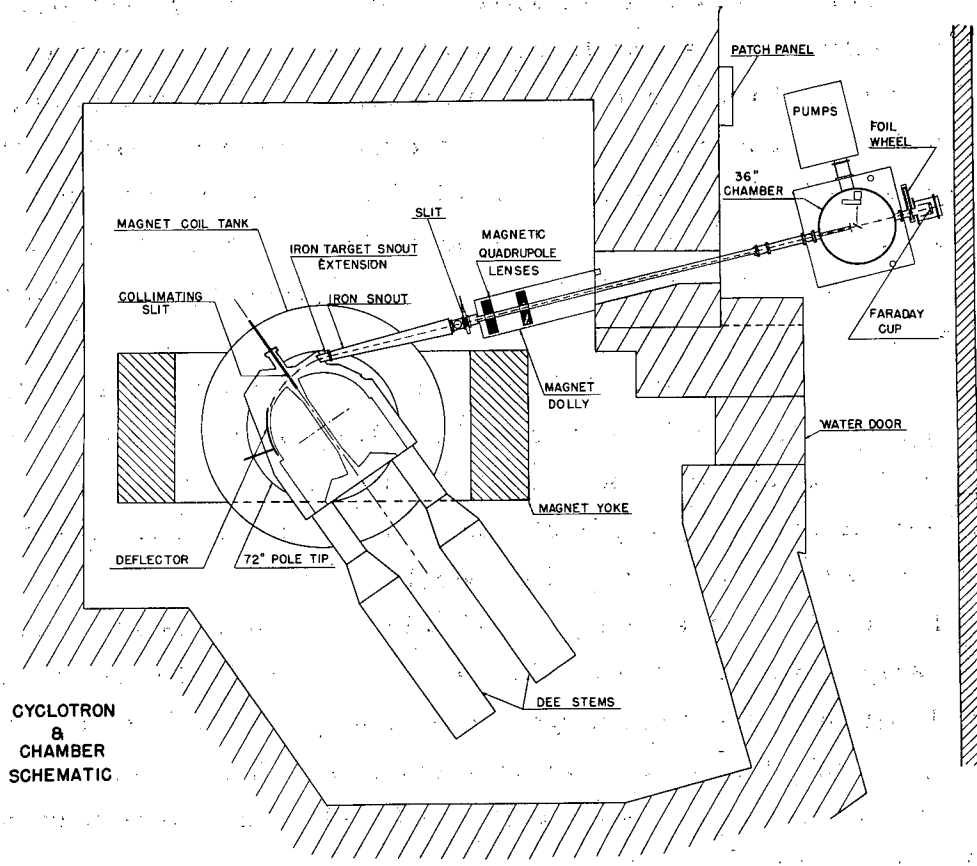 PATCH PANEL
PUMPS
FOIL
WHEEL
36"
CHAMBER
SLIT
MAGNETIC
QUADRUPOLE
LENSES
MAGNET COIL TANK
IRON TARGET SNOUT
EXTENSION
IRON SNOUT
COLLIMATING
SLIT
FARADAY
CUP
MAGNET
DOLLY
WATER DOOR
MAGNET YOKE
DEFLECTOR
72" POLE TIP
DEE STEMS
CYCLOTRON
&
CHAMBER
SCHEMATIC